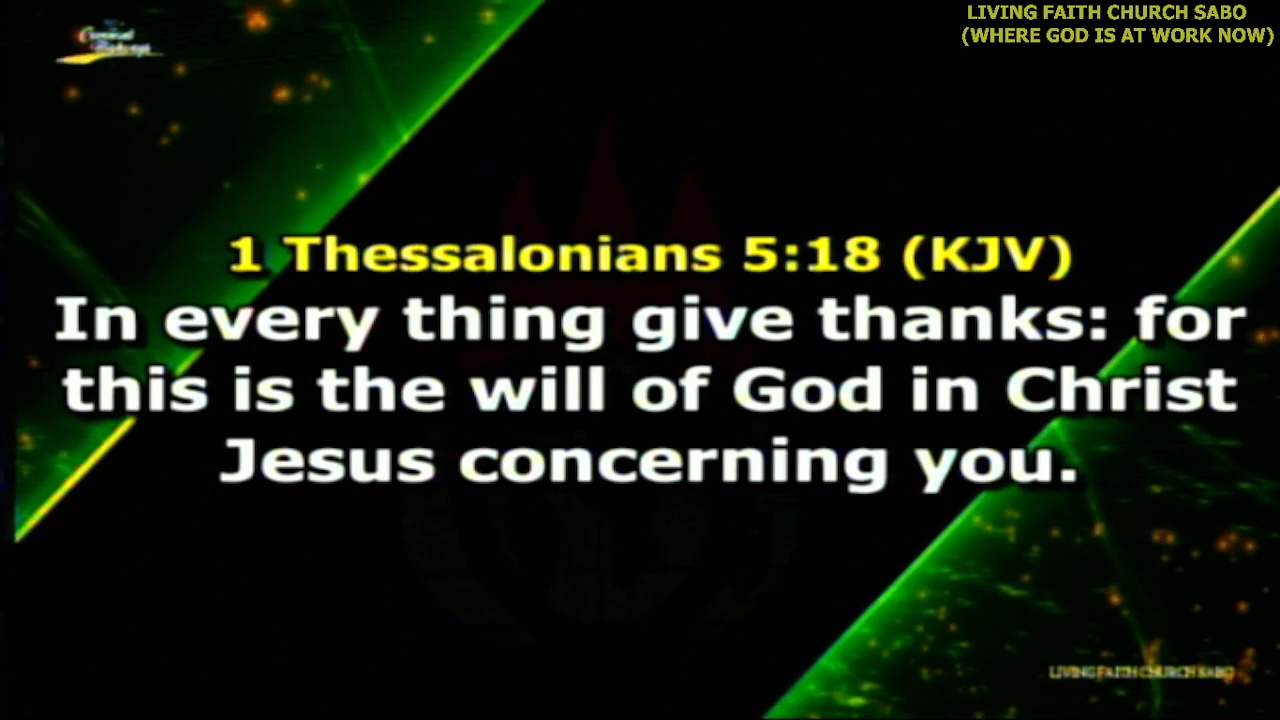 LIVING FAITH CHURCH SABO
(WHERE GOD IS AT WORK NOW)
1 Thessalonians 5:18 (KJV)
In every thing give thanks: for
this is the will of God in Christ
Jesus concerning you.
LIVING FAITH CHURCH SABO